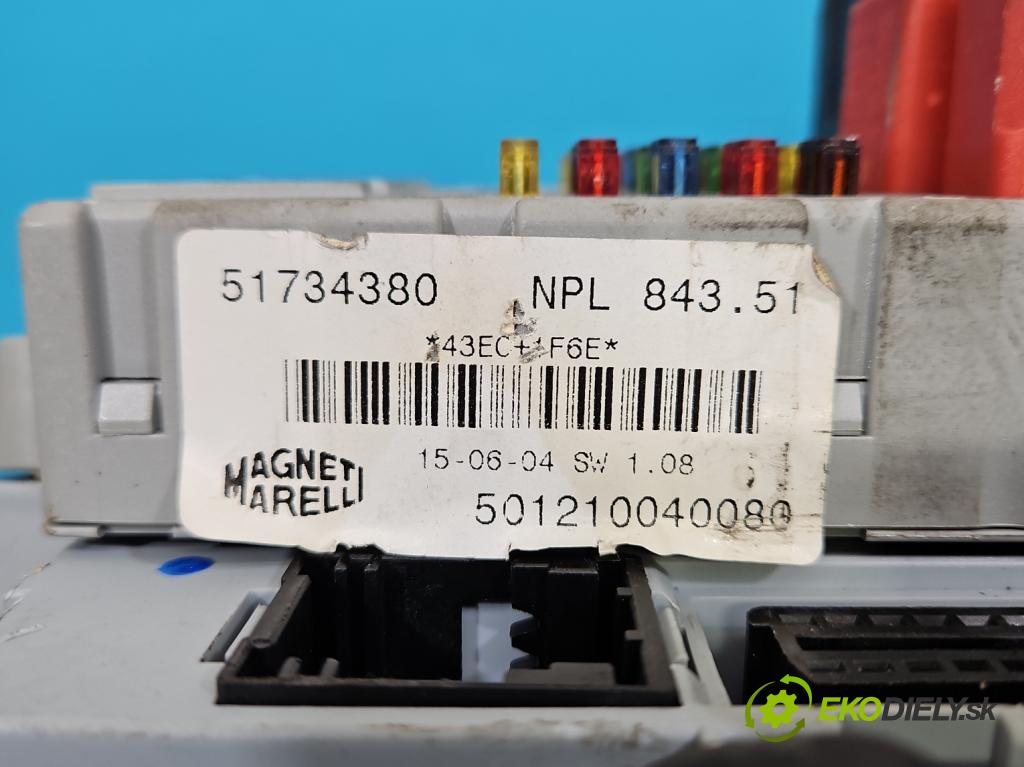 51734380 NPL 843.51
*43EC+1F6E*
MAGNETI
MARELLI
15-06-04 SW 1.08
501210040080
EKODIELY.SK